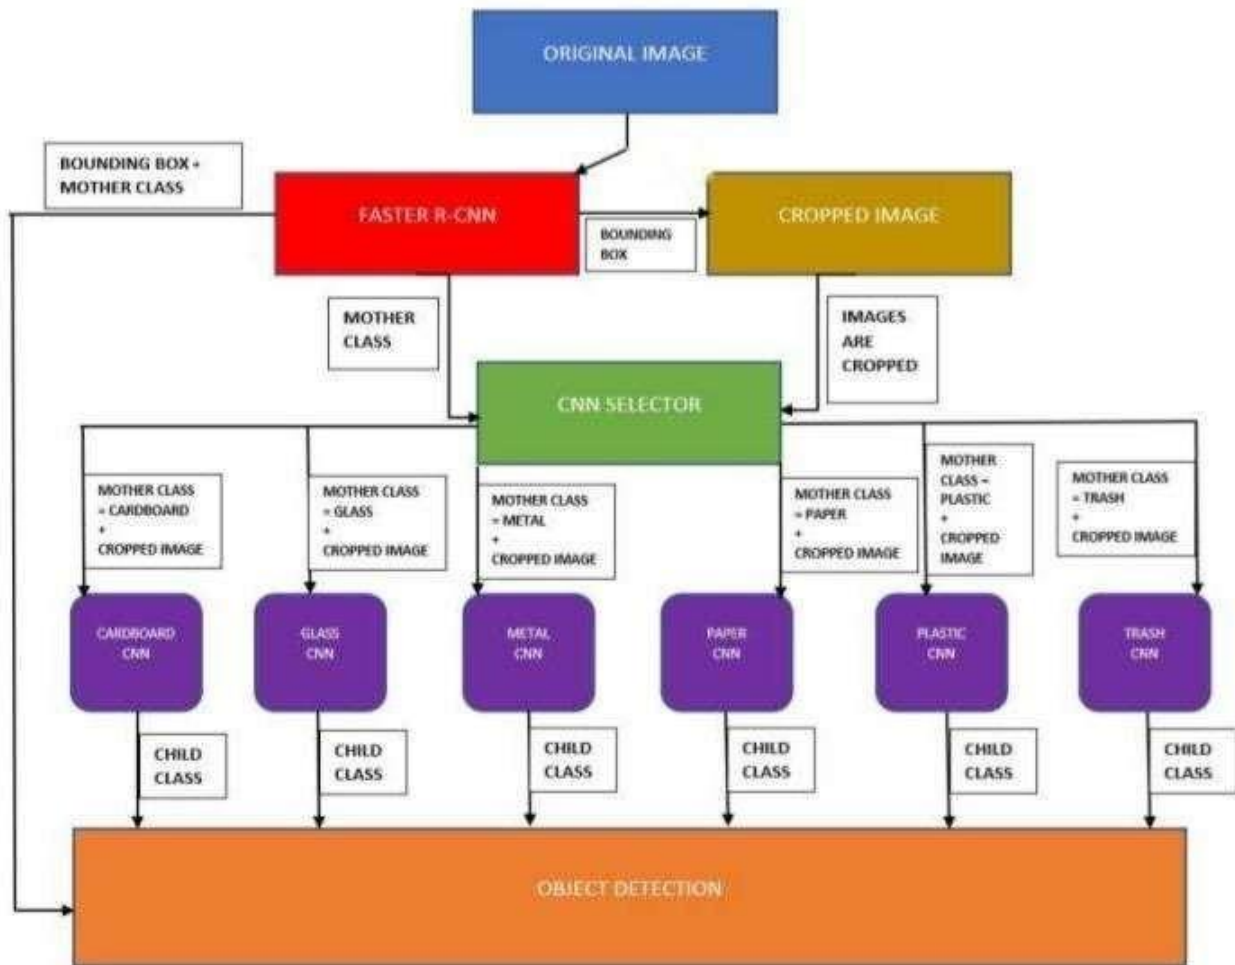 ORIGINAL IMAGE
BOUNDING BOX +
MOTHER CLASS
FASTER R-CNN
BOUNDING
BOX
CROPPED IMAGE
MOTHER
CLASS
IMAGES
ARE
CROPPED
CNN SELECTOR
MOTHER CLASS
= CARDBOARD
+
CROPPED IMAGE
MOTHER CLASS
= GLASS
+
CROPPED IMAGE
MOTHER CLASS
= METAL
+
CROPPED IMAGE
MOTHER CLASS
= PAPER
+
CROPPED IMAGE
MOTHER
CLASS =
PLASTIC
+
CROPPED
IMAGE
MOTHER CLASS
= TRASH
+
CROPPED IMAGE
CARDBOARD
CNN
GLASS
CNN
METAL
CNN
PAPER
CNN
PLASTIC
CNN
TRASH
CNN
CHILD
CLASS
CHILD
CLASS
CHILD
CLASS
CHILD
CLASS
CHILD
CLASS
CHILD
CLASS
OBJECT DETECTION